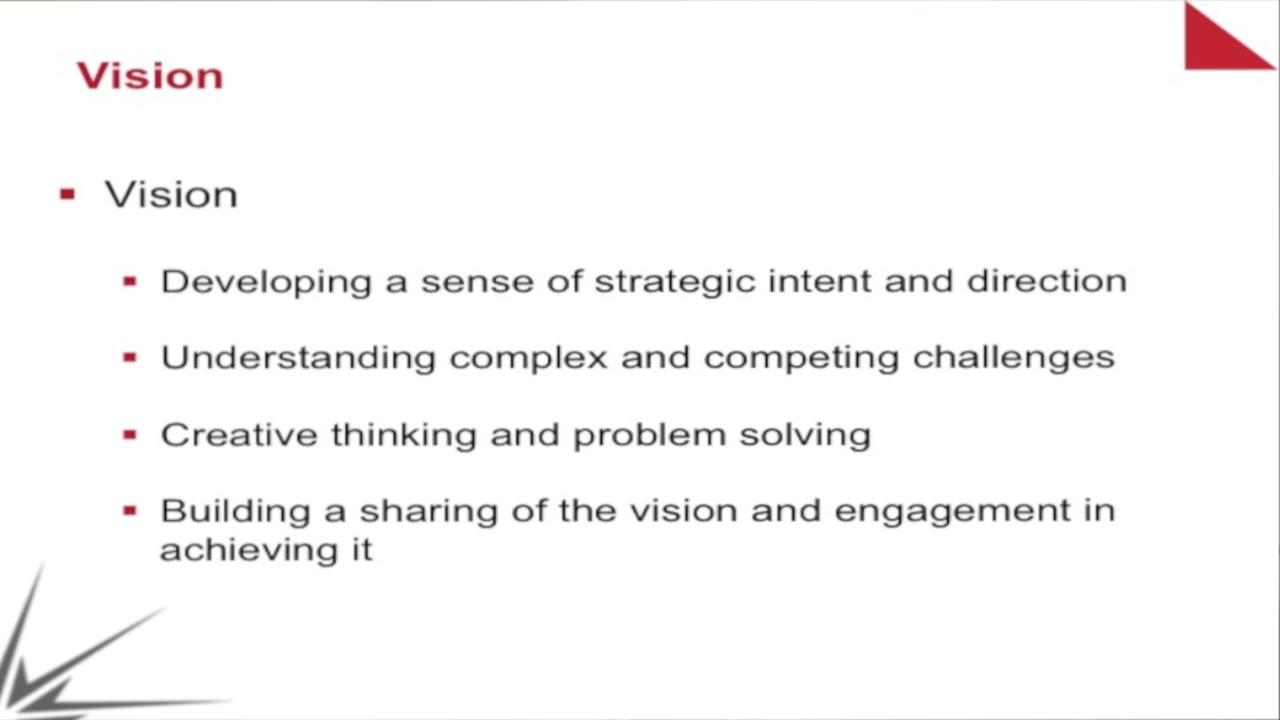 Vision
Vision
Developing a sense of strategic intent and direction
Understanding complex and competing challenges
Creative thinking and problem solving
Building a sharing of the vision and engagement in
achieving it